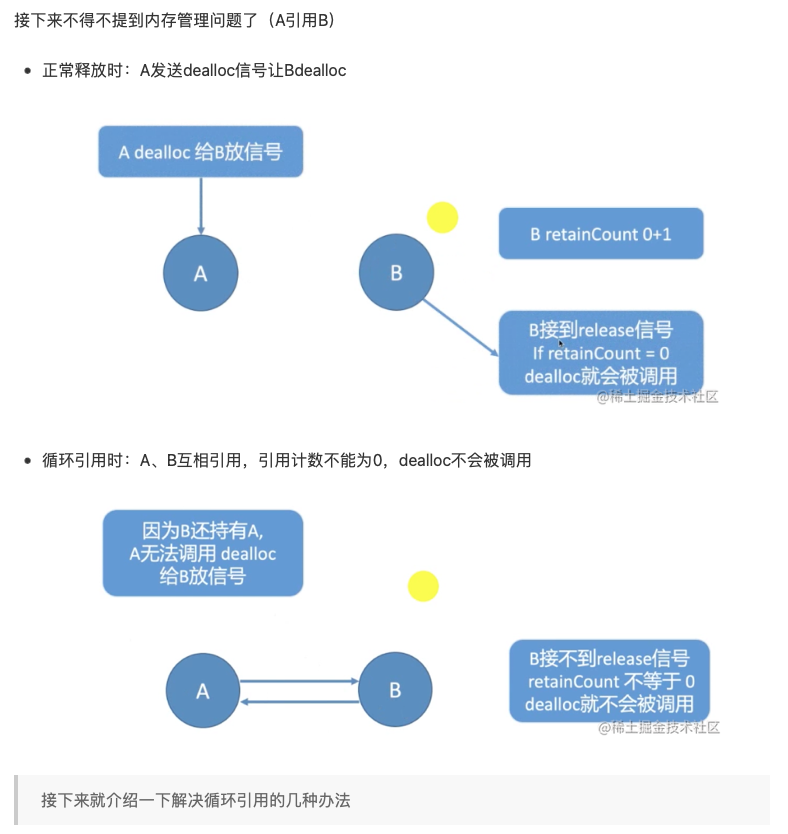 接下来不得不提到内存管理问题了（A引用B）
正常释放时：A发送dealloc信号让Bdealloc
A dealloc 给B放信号
A
B
B retainCount 0+1
B接到release信号
If retainCount = 0
dealloc就会被调用
@稀土掘金技术社区
循环引用时：A、B互相引用，引用计数不能为0，dealloc不会被调用
因为B还持有A,
A无法调用 dealloc
给B放信号
A
B
B接不到release信号
retainCount 不等于 0
dealloc就不会被调用
@稀土掘金技术社区
接下来就介绍一下解决循环引用的几种办法